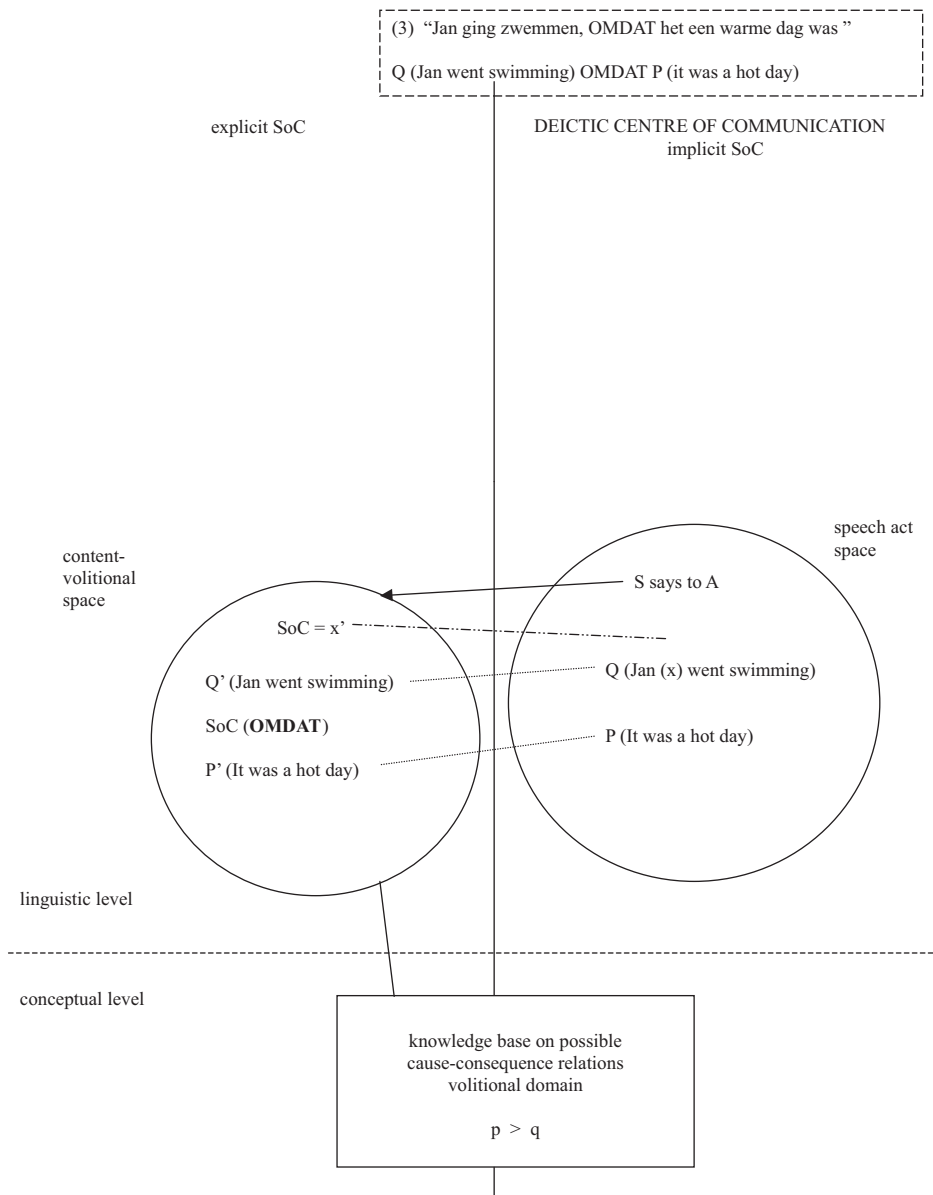 (3) “Jan ging zwemmen, OMDAT het een warme dag was ”
Q (Jan went swimming) OMDAT P (it was a hot day)
explicit SoC
DEICTIC CENTRE OF COMMUNICATION
implicit SoC
speech act
space
content-
volitional
space
S says to A
SoC = x’
Q’ (Jan went swimming)
Q (Jan (x) went swimming)
SoC (OMDAT)
P (It was a hot day)
P’ (It was a hot day)
linguistic level
conceptual level
knowledge base on possible
cause-consequence relations
volitional domain
p > q